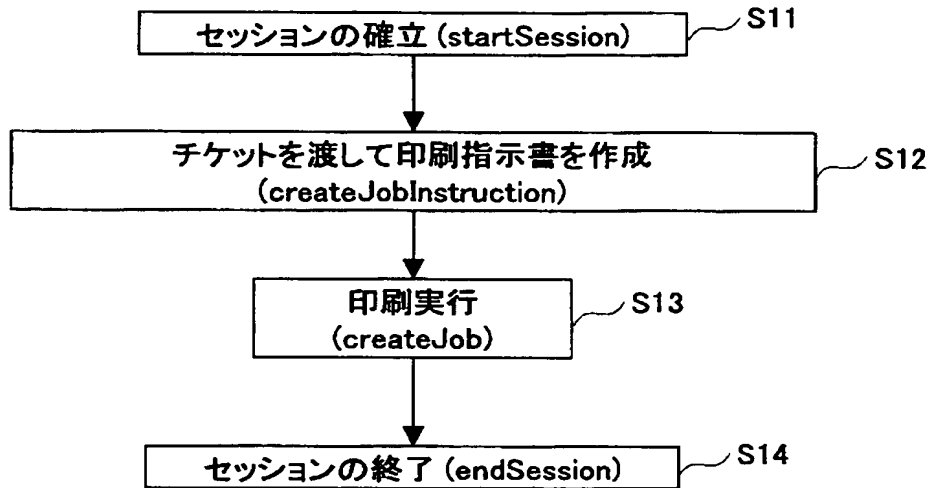 セッションの確立 (startSession)
S11
チケットを渡して印刷指示書を作成
(createJobInstruction)
S12
印刷実行
(createJob)
S13
セッションの終了 (endSession)
S14